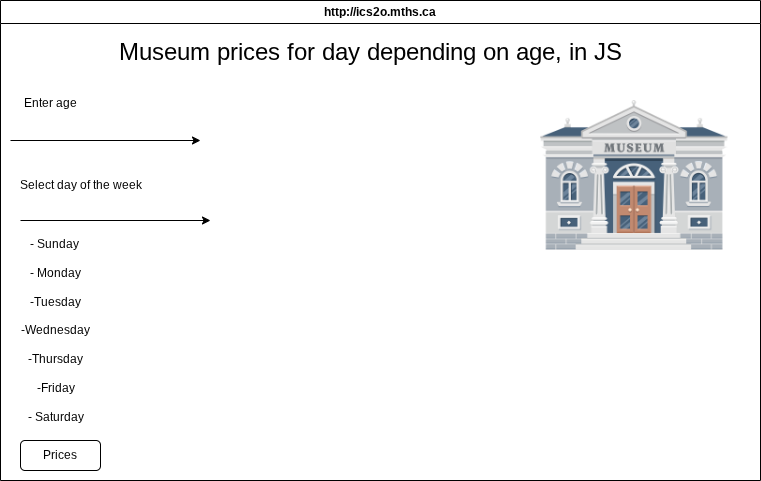 http://ics2o.mths.ca
Museum prices for day depending on age, in JS
Enter age
MUSEUM
Select day of the week
- Sunday
- Monday
-Tuesday
-Wednesday
-Thursday
-Friday
- Saturday
Prices